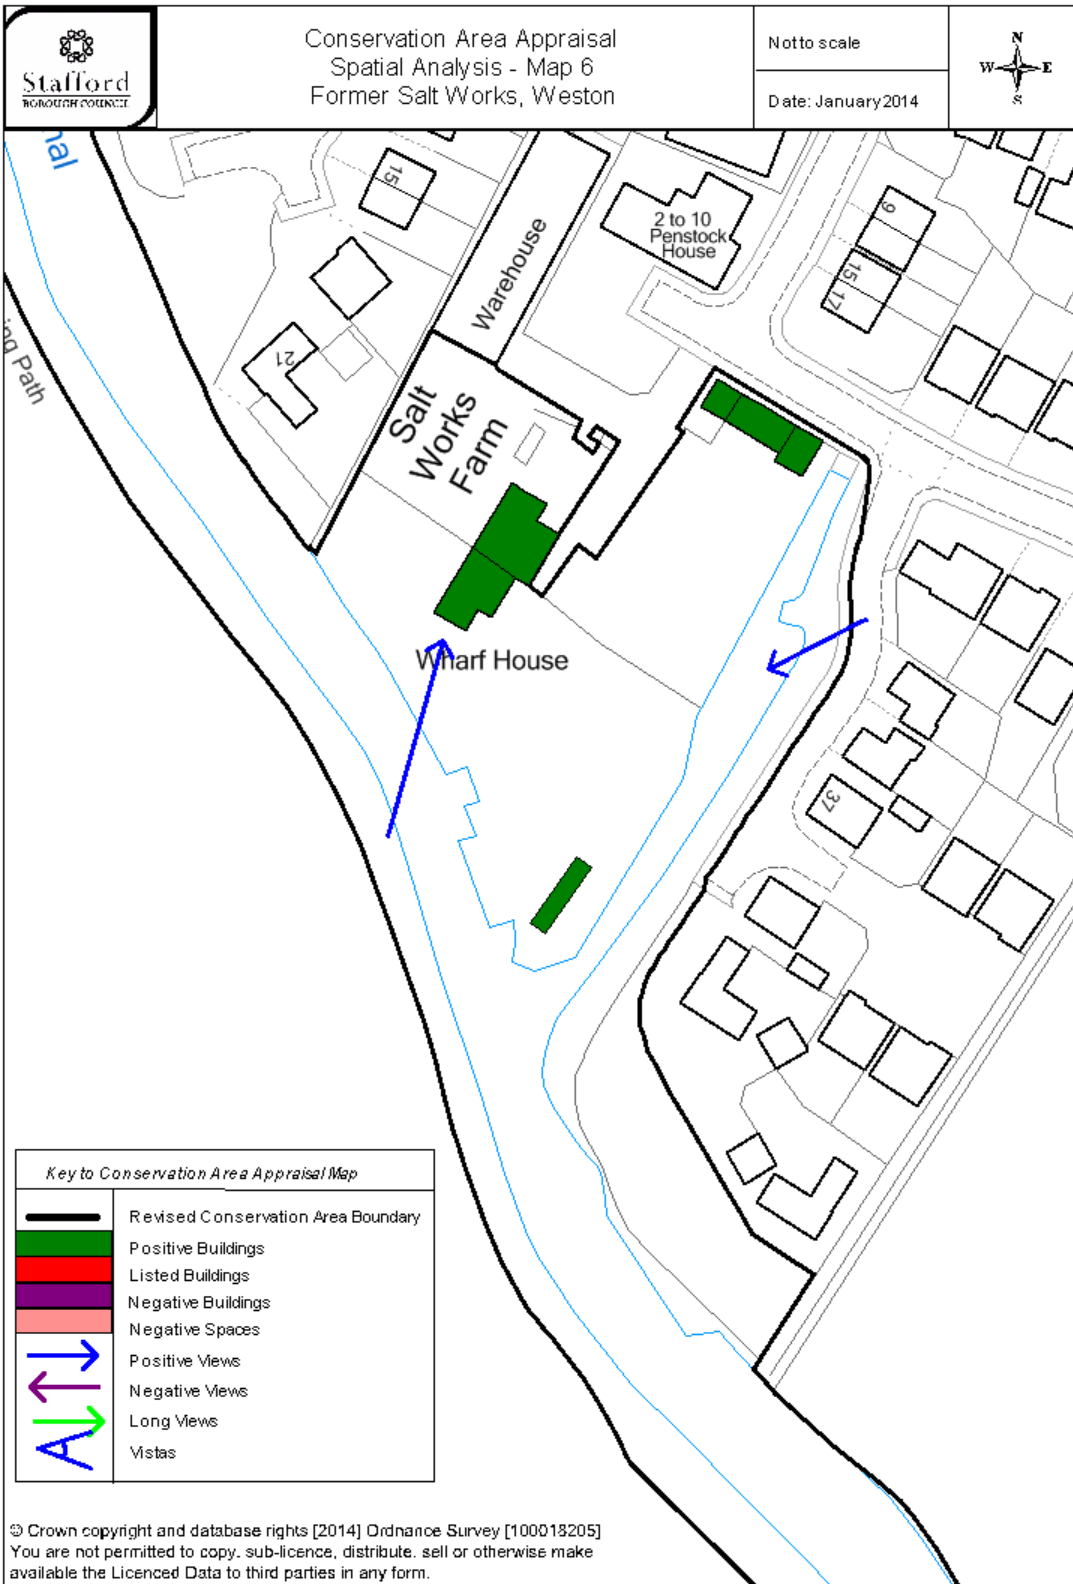 Stafford
BOROUGH COUNCIL
Conservation Area Appraisal
Spatial Analysis - Map 6
Former Salt Works, Weston
Not to scale
Date: January 2014
N
W E
S
nal
ing Path
15
21
Warehouse
2 to 10
Penstock
House
9
15
17
Salt
Works
Farm
Wharf House
37
Key to Conservation Area Appraisal Map
Revised Conservation Area Boundary
Positive Buildings
Listed Buildings
Negative Buildings
Negative Spaces
Positive Views
Negative Views
Long Views
Vistas
© Crown copyright and database rights [2014] Ordnance Survey [100018205]
You are not permitted to copy, sub-licence, distribute, sell or otherwise make
available the Licenced Data to third parties in any form.